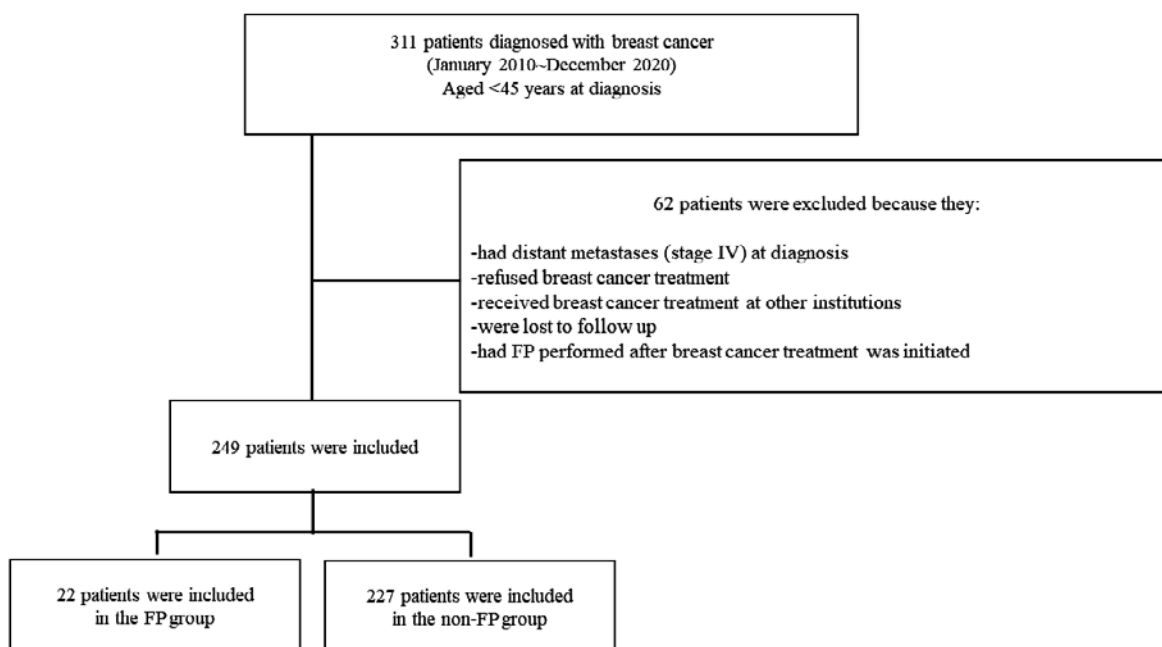 311 patients diagnosed with breast cancer
(January 2010~December 2020)
Aged <45 years at diagnosis
62 patients were excluded because they:
-had distant metastases (stage IV) at diagnosis
-refused breast cancer treatment
-received breast cancer treatment at other institutions
-were lost to follow up
-had FP performed after breast cancer treatment was initiated
249 patients were included
22 patients were included
in the FP group
227 patients were included
in the non-FP group